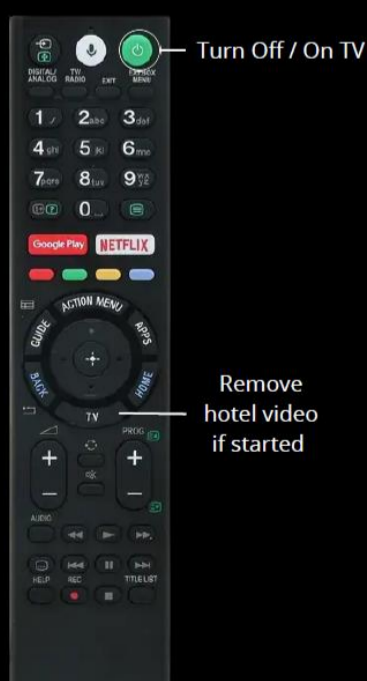 Turn Off / On TV
DIGITAL/ TV/
ANALOG RADIO EXIT MENU
1 2abc 3def
4ghi 5jkl 6mno
7pqrs 8tuv 9
0
Google Play NETFLIX
ACTION MENU
GUIDE APPS
BACK HOME
TV
Remove
hotel video
if started
PROG
+ +
− −
AUDIO
HELP REC TITLE LIST